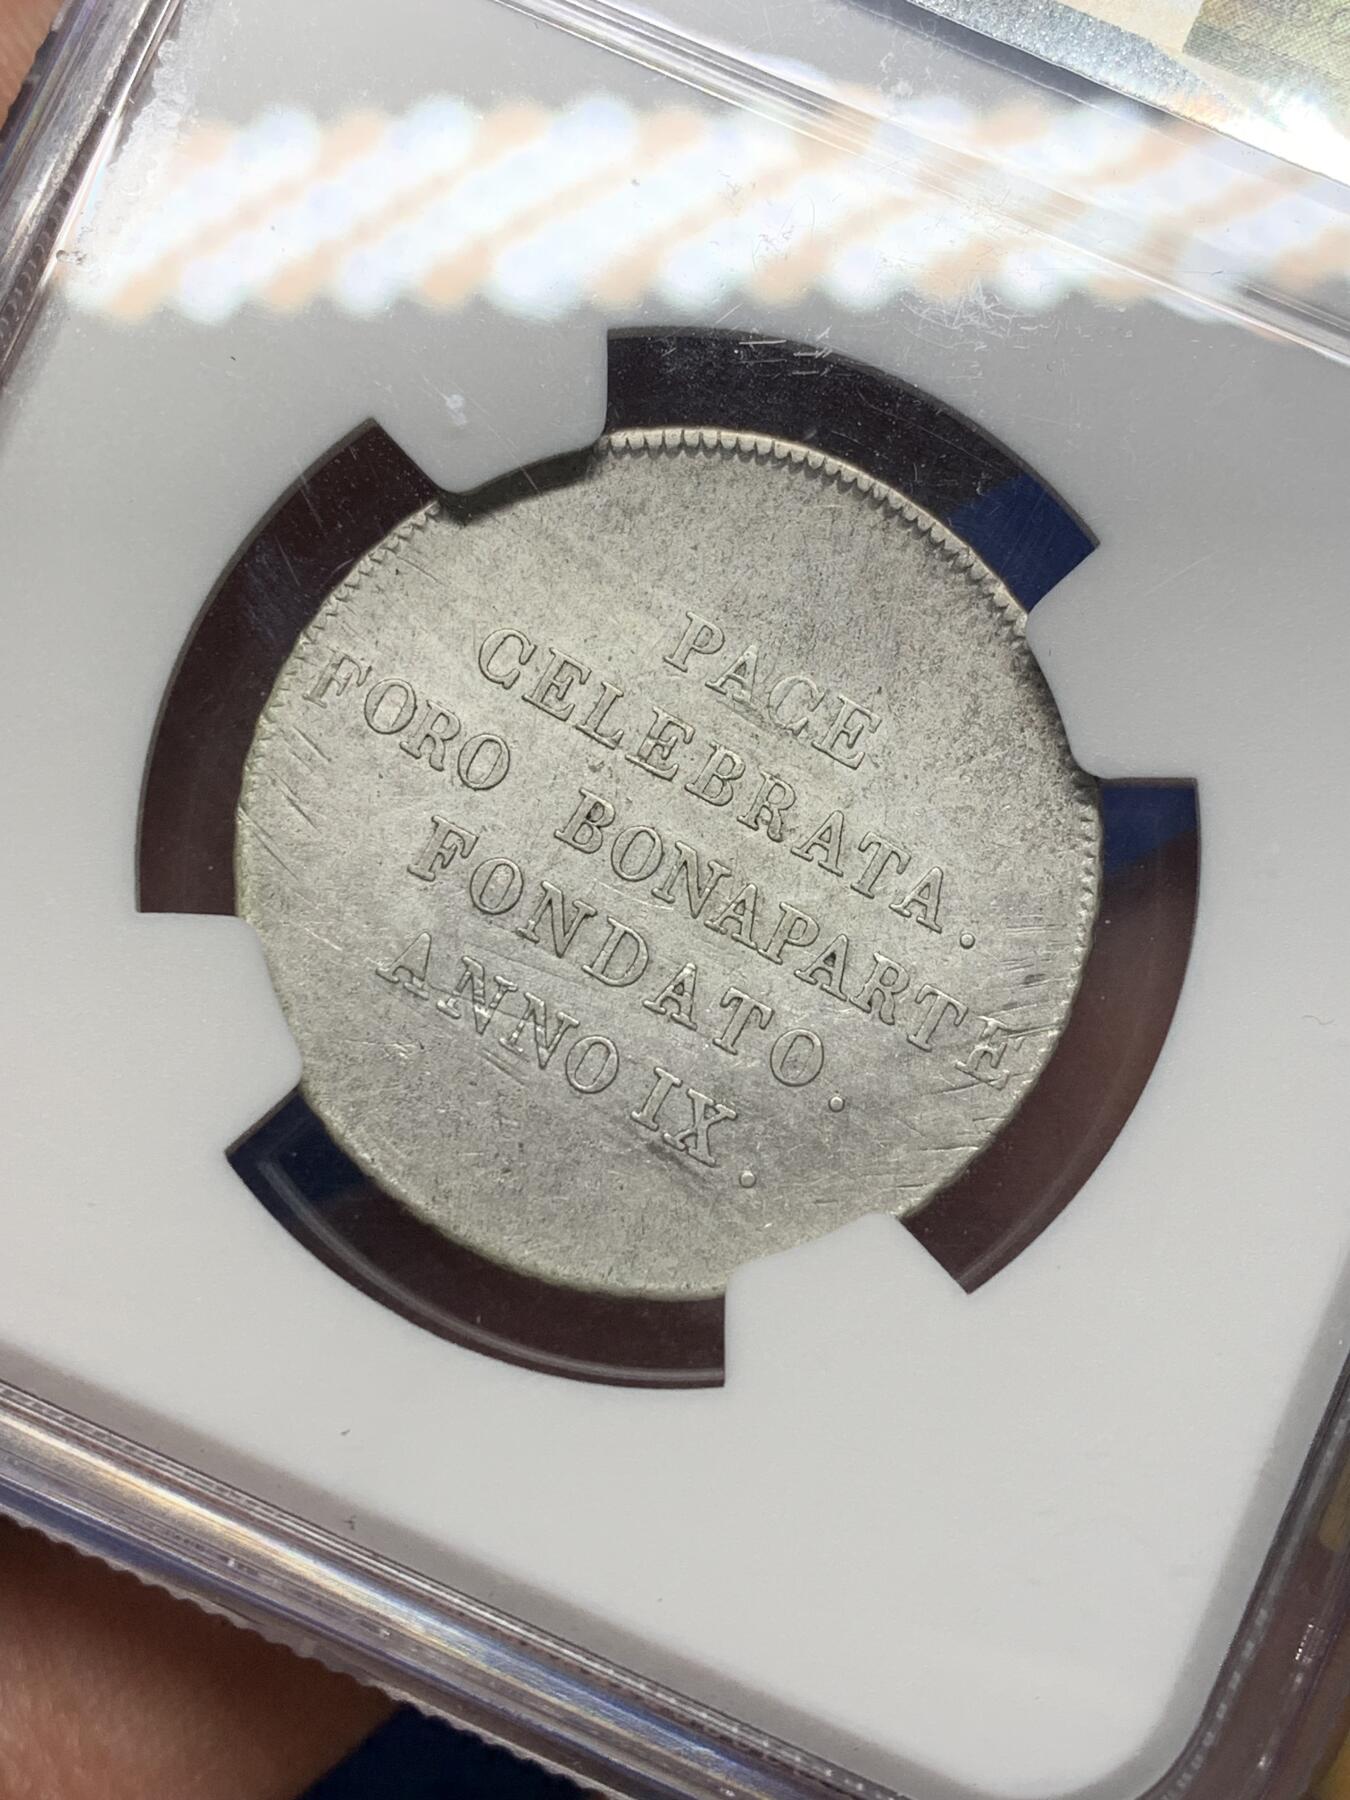 PACE
CELEBRATA.
FORO BONAPARTE
FONDATO.
ANNO IX.